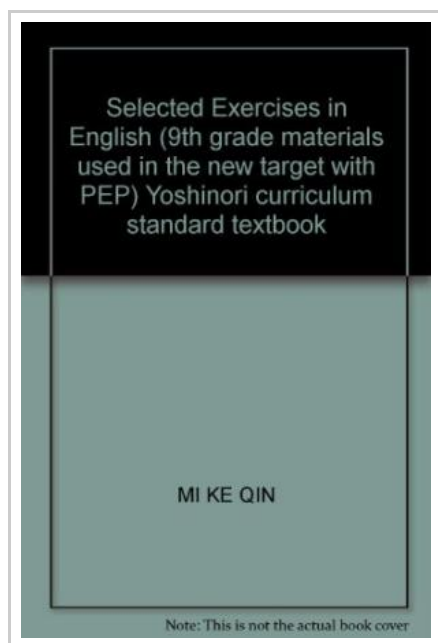 Selected Exercises in
English (9th grade materials
used in the new target with
PEP) Yoshinori curriculum
standard textbook
MI KE QIN
Note: This is not the actual book cover